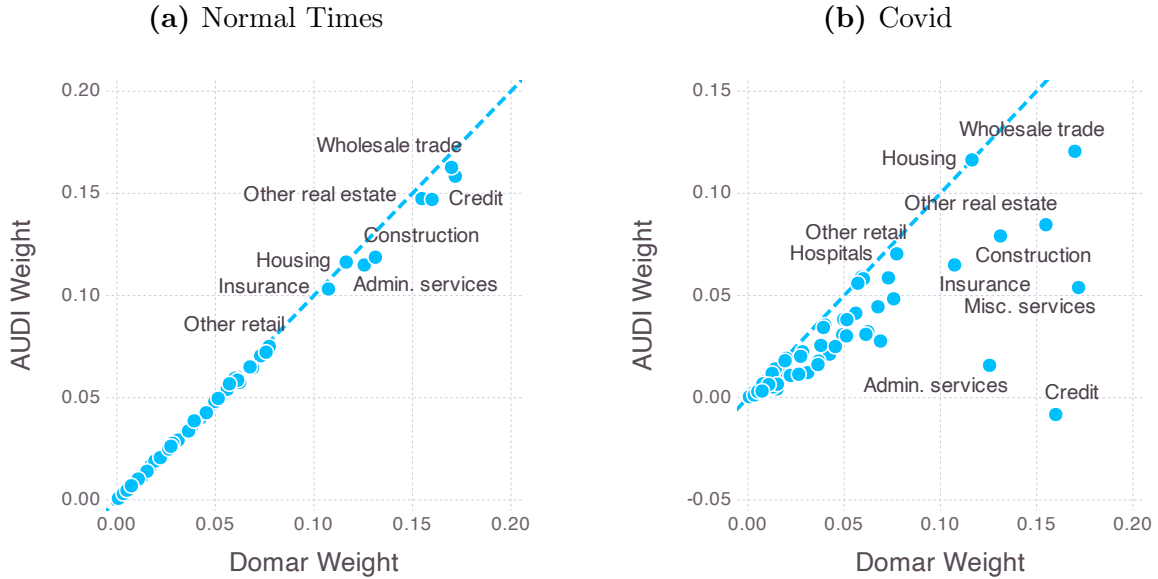 (a) Normal Times
AUDI Weight
0.20
0.15
0.10
0.05
0.00
Wholesale trade
Other real estate
Credit
Construction
Housing
Insurance
Admin. services
Other retail
0.00 0.05 0.10 0.15 0.20
Domar Weight
(b) Covid
AUDI Weight
0.15
0.10
0.05
0.00
-0.05
Wholesale trade
Housing
Other real estate
Other retail
Hospitals
Construction
Insurance
Misc. services
Admin. services
Credit
0.00 0.05 0.10 0.15 0.20
Domar Weight